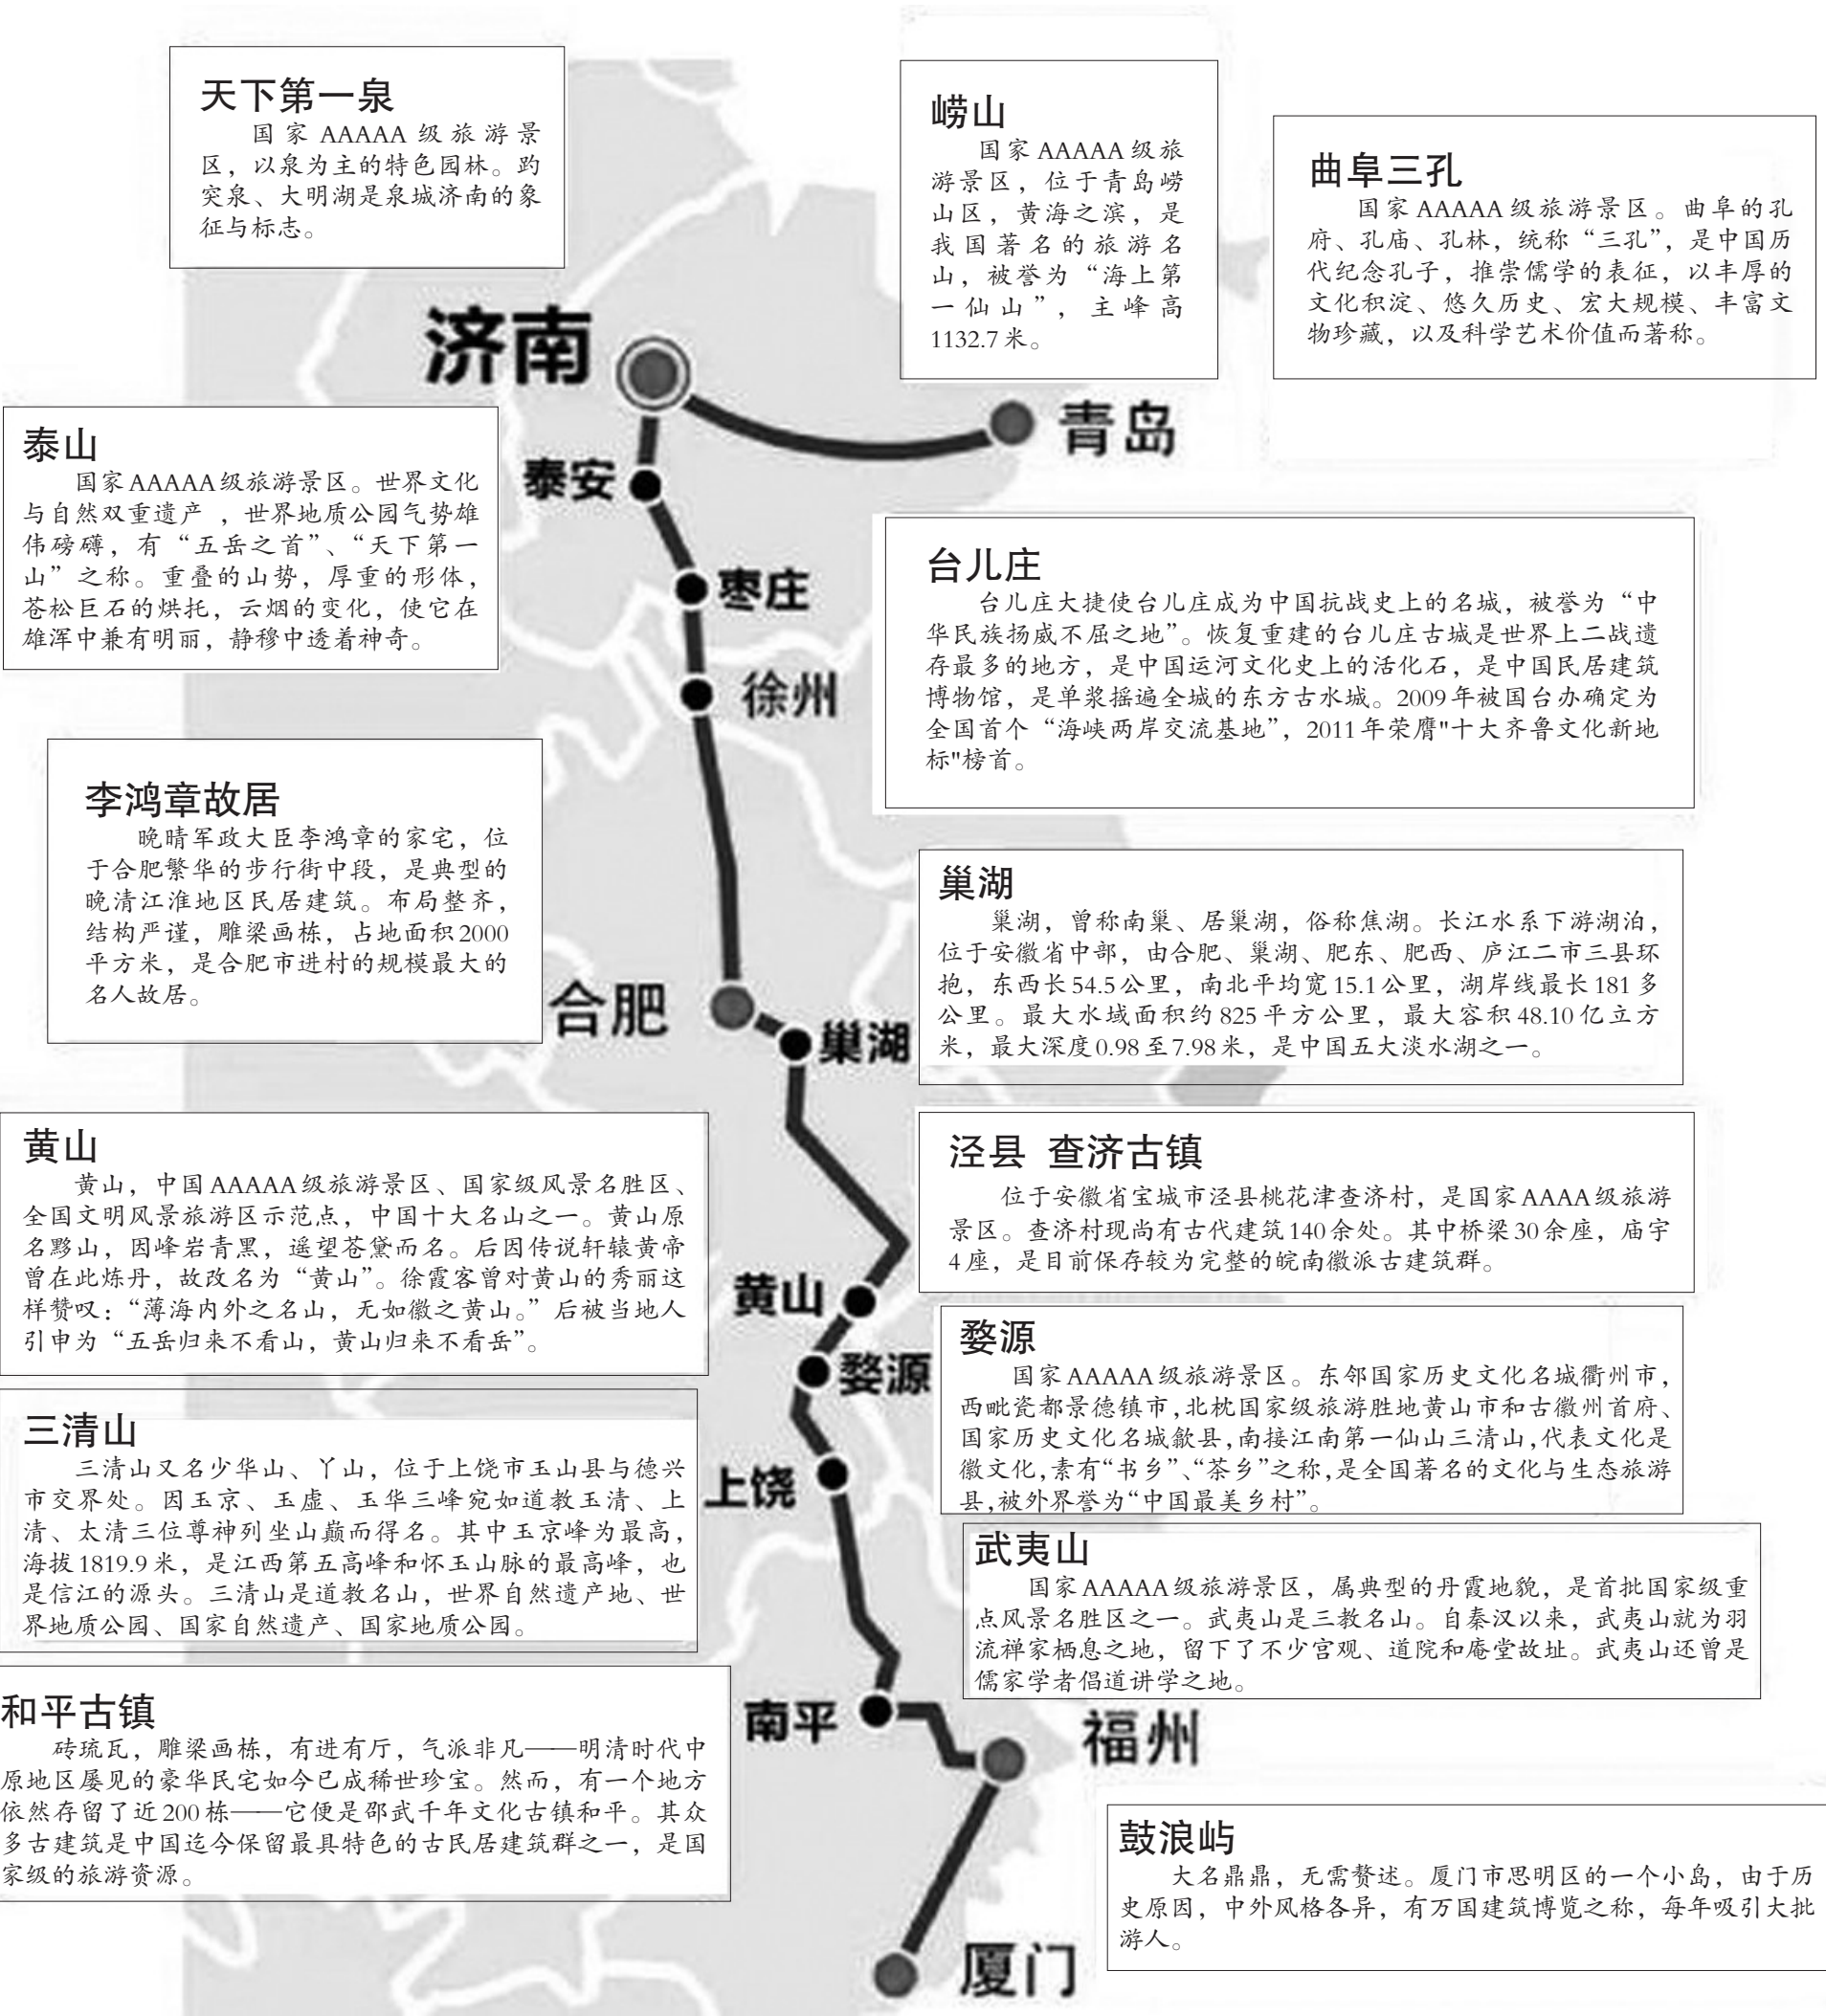 天下第一泉
国家 AAAAA 级旅游景
区，以泉为主的特色园林。趵
突泉、大明湖是泉城济南的象
征与标志。
崂山
国家 AAAAA 级旅
游景区，位于青岛崂
山区，黄海之滨，是
我国著名的旅游名
山，被誉为“海上第
一仙山”，主峰高
1132.7米。
曲阜三孔
国家 AAAAA 级旅游景区。曲阜的孔
府、孔庙、孔林，统称“三孔”，是中国历
代纪念孔子，推崇儒学的表征，以丰厚的
文化积淀、悠久历史、宏大规模、丰富文
物珍藏，以及科学艺术价值而著称。
济南
青岛
泰山
国家AAAAA级旅游景区。世界文化
与自然双重遗产 ，世界地质公园气势雄
伟磅礴，有“五岳之首”、“天下第一
山”之称。重叠的山势，厚重的形体，
苍松巨石的烘托，云烟的变化，使它在
雄浑中兼有明丽，静穆中透着神奇。
泰安
枣庄
徐州
台儿庄
台儿庄大捷使台儿庄成为中国抗战史上的名城，被誉为“中
华民族扬威不屈之地”。恢复重建的台儿庄古城是世界上二战遗
存最多的地方，是中国运河文化史上的活化石，是中国民居建筑
博物馆，是单桨摇遍全城的东方古水城。2009年被国台办确定为
全国首个“海峡两岸交流基地”，2011年荣膺"十大齐鲁文化新地
标"榜首。
李鸿章故居
晚晴军政大臣李鸿章的家宅，位
于合肥繁华的步行街中段，是典型的
晚清江淮地区民居建筑。布局整齐，
结构严谨，雕梁画栋，占地面积2000
平方米，是合肥市进村的规模最大的
名人故居。
合肥
巢湖
巢湖
巢湖，曾称南巢、居巢湖，俗称焦湖。长江水系下游湖泊，
位于安徽省中部，由合肥、巢湖、肥东、肥西、庐江二市三县环
抱，东西长54.5公里，南北平均宽15.1公里，湖岸线最长181多
公里。最大水域面积约825平方公里，最大容积48.10亿立方
米，最大深度0.98至7.98米，是中国五大淡水湖之一。
黄山
黄山，中国AAAAA级旅游景区、国家级风景名胜区、
全国文明风景旅游区示范点，中国十大名山之一。黄山原
名黟山，因峰岩青黑，遥望苍黛而名。后因传说轩辕黄帝
曾在此炼丹，故改名为“黄山”。徐霞客曾对黄山的秀丽这
样赞叹：“薄海内外之名山，无如徽之黄山。”后被当地人
引申为“五岳归来不看山，黄山归来不看岳”。
泾县 查济古镇
位于安徽省宝城市泾县桃花津查济村，是国家AAAA级旅游
景区。查济村现尚有古代建筑140余处。其中桥梁30余座，庙宇
4座，是目前保存较为完整的皖南徽派古建筑群。
黄山
婺源
上饶
婺源
国家AAAAA级旅游景区。东邻国家历史文化名城衢州市，
西毗瓷都景德镇市,北枕国家级旅游胜地黄山市和古徽州首府、
国家历史文化名城歙县,南接江南第一仙山三清山,代表文化是
徽文化,素有“书乡”、“茶乡”之称,是全国著名的文化与生态旅游
县,被外界誉为“中国最美乡村”。
三清山
三清山又名少华山、丫山，位于上饶市玉山县与德兴
市交界处。因玉京、玉虚、玉华三峰宛如道教玉清、上
清、太清三位尊神列坐山巅而得名。其中玉京峰为最高，
海拔1819.9米，是江西第五高峰和怀玉山脉的最高峰，也
是信江的源头。三清山是道教名山，世界自然遗产地、世
界地质公园、国家自然遗产、国家地质公园。
武夷山
国家AAAAA级旅游景区，属典型的丹霞地貌，是首批国家级重
点风景名胜区之一。武夷山是三教名山。自秦汉以来，武夷山就为羽
流禅家栖息之地，留下了不少宫观、道院和庵堂故址。武夷山还曾是
儒家学者倡道讲学之地。
和平古镇
砖琉瓦，雕梁画栋，有进有厅，气派非凡——明清时代中
原地区屡见的豪华民宅如今已成稀世珍宝。然而，有一个地方
依然存留了近200栋——它便是邵武千年文化古镇和平。其众
多古建筑是中国迄今保留最具特色的古民居建筑群之一，是国
家级的旅游资源。
南平
福州
鼓浪屿
大名鼎鼎，无需赘述。厦门市思明区的一个小岛，由于历
史原因，中外风格各异，有万国建筑博览之称，每年吸引大批
游人。
厦门